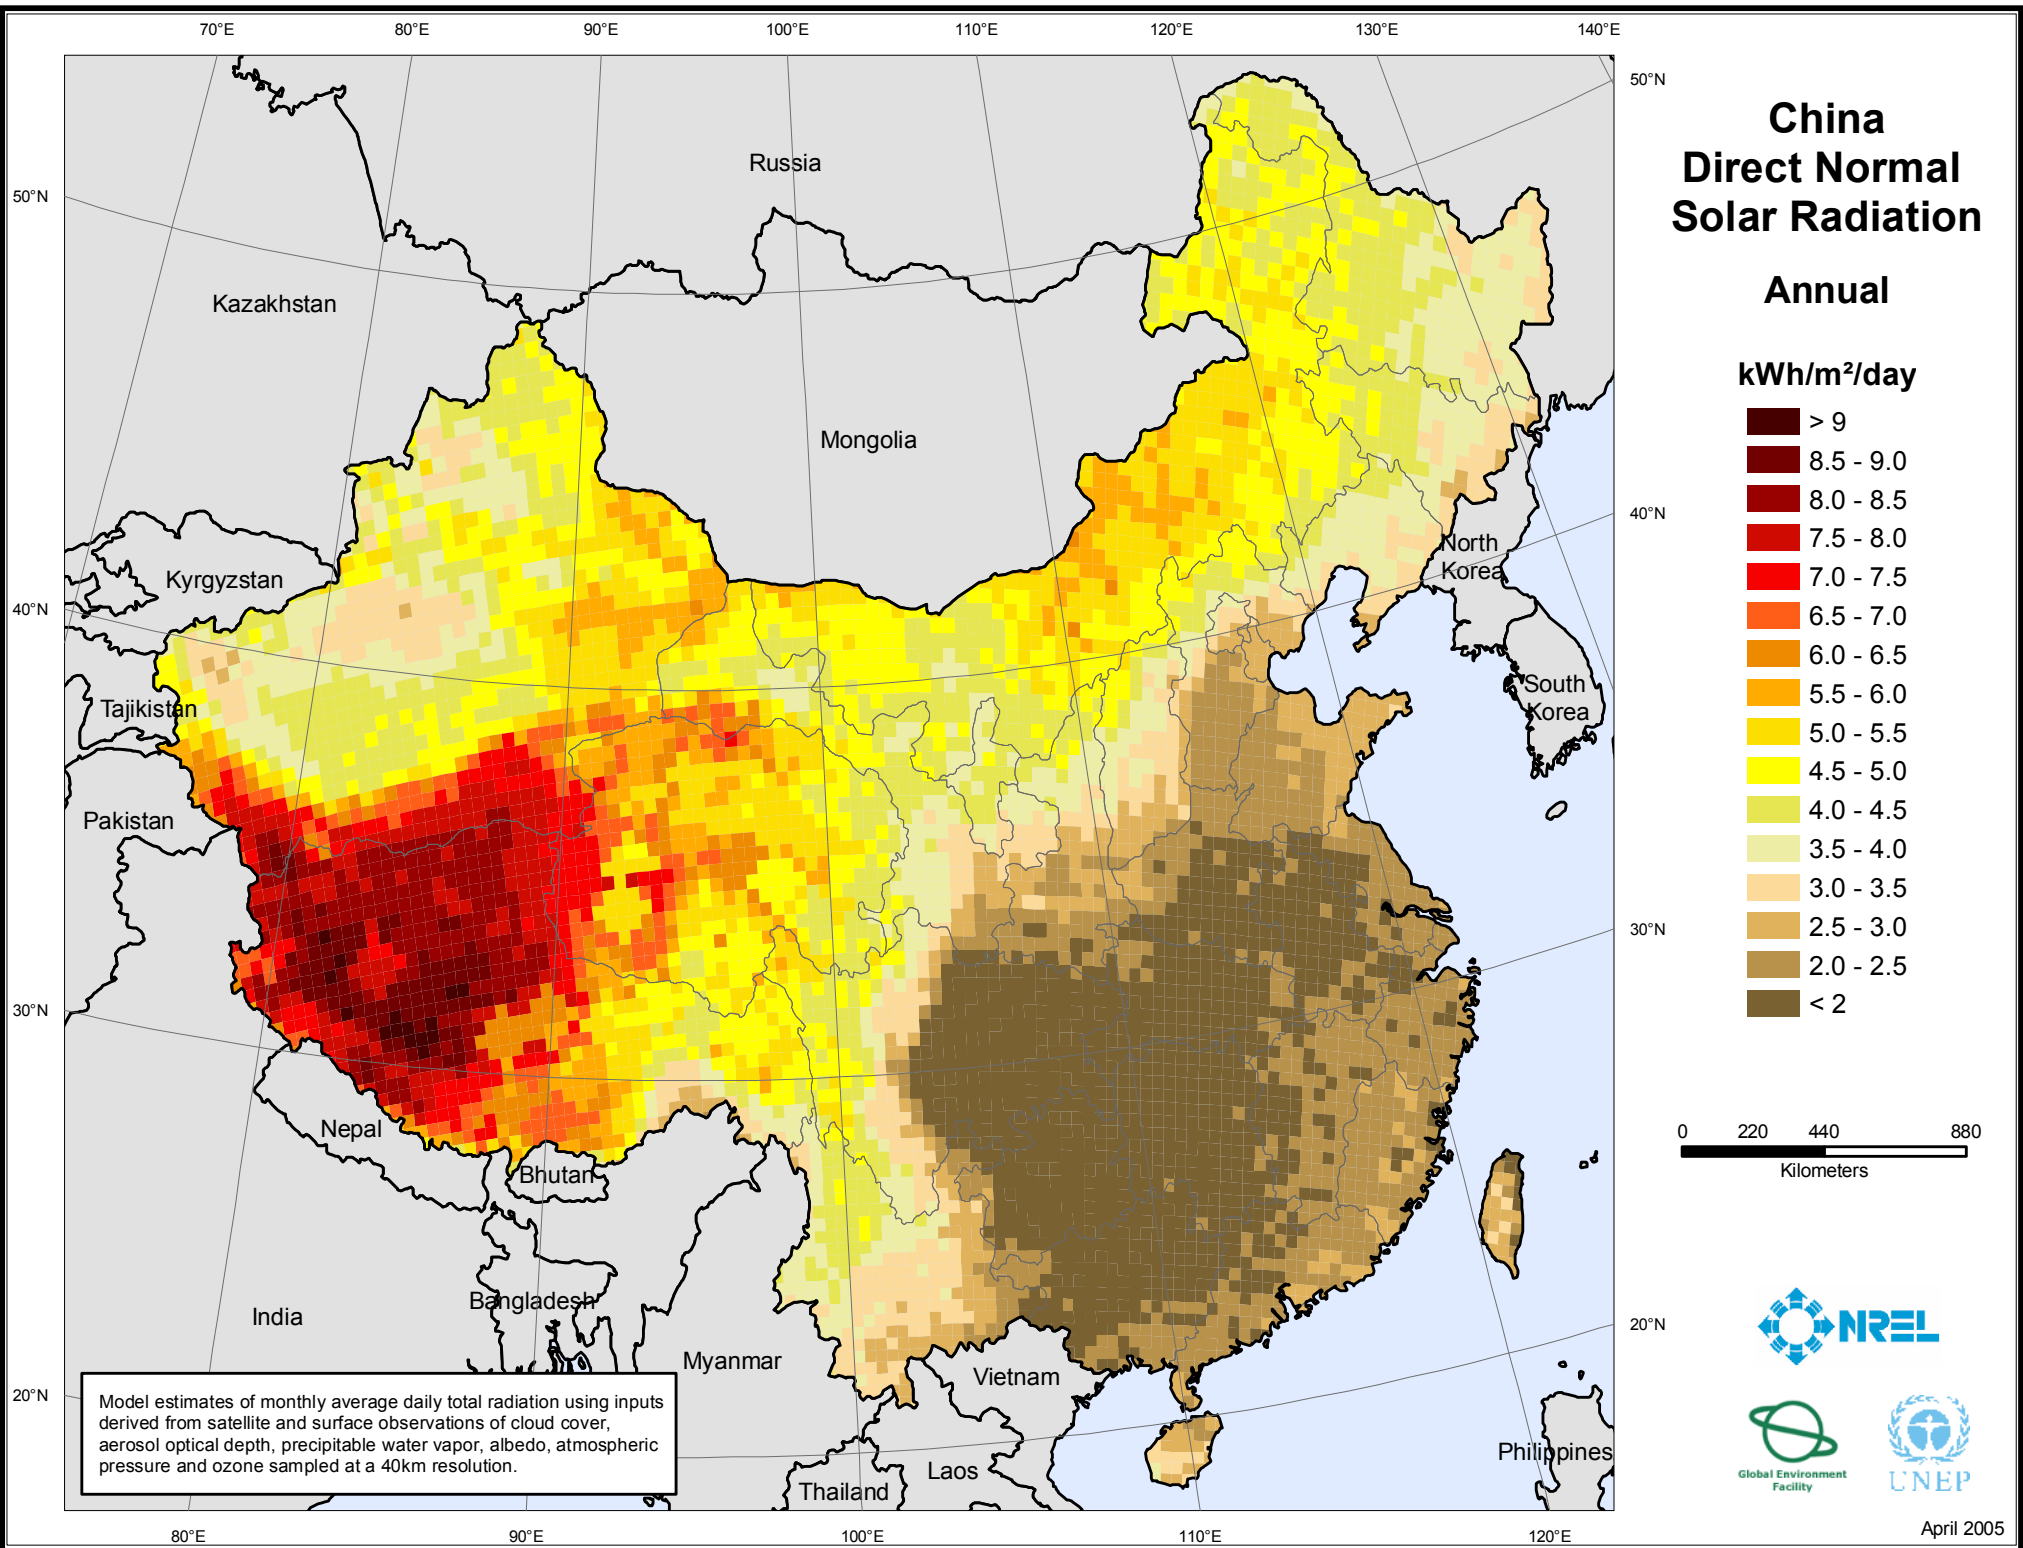 70°E
80°E
90°E
100°E
110°E
120°E
130°E
140°E
50°N
40°N
30°N
20°N
50°N
40°N
30°N
20°N
80°E
90°E
100°E
110°E
120°E
Russia
Kazakhstan
Mongolia
Kyrgyzstan
Tajikistan
Pakistan
North
Korea
South
Korea
Nepal
Bhutan
India
Bangladesh
Myanmar
Vietnam
Laos
Thailand
Philippines
Model estimates of monthly average daily total radiation using inputs
derived from satellite and surface observations of cloud cover,
aerosol optical depth, precipitable water vapor, albedo, atmospheric
pressure and ozone sampled at a 40km resolution.
China
Direct Normal
Solar Radiation
Annual
kWh/m²/day
> 9
8.5 - 9.0
8.0 - 8.5
7.5 - 8.0
7.0 - 7.5
6.5 - 7.0
6.0 - 6.5
5.5 - 6.0
5.0 - 5.5
4.5 - 5.0
4.0 - 4.5
3.5 - 4.0
3.0 - 3.5
2.5 - 3.0
2.0 - 2.5
< 2
0 220 440 880
Kilometers
NREL
Global Environment
Facility
UNEP
April 2005